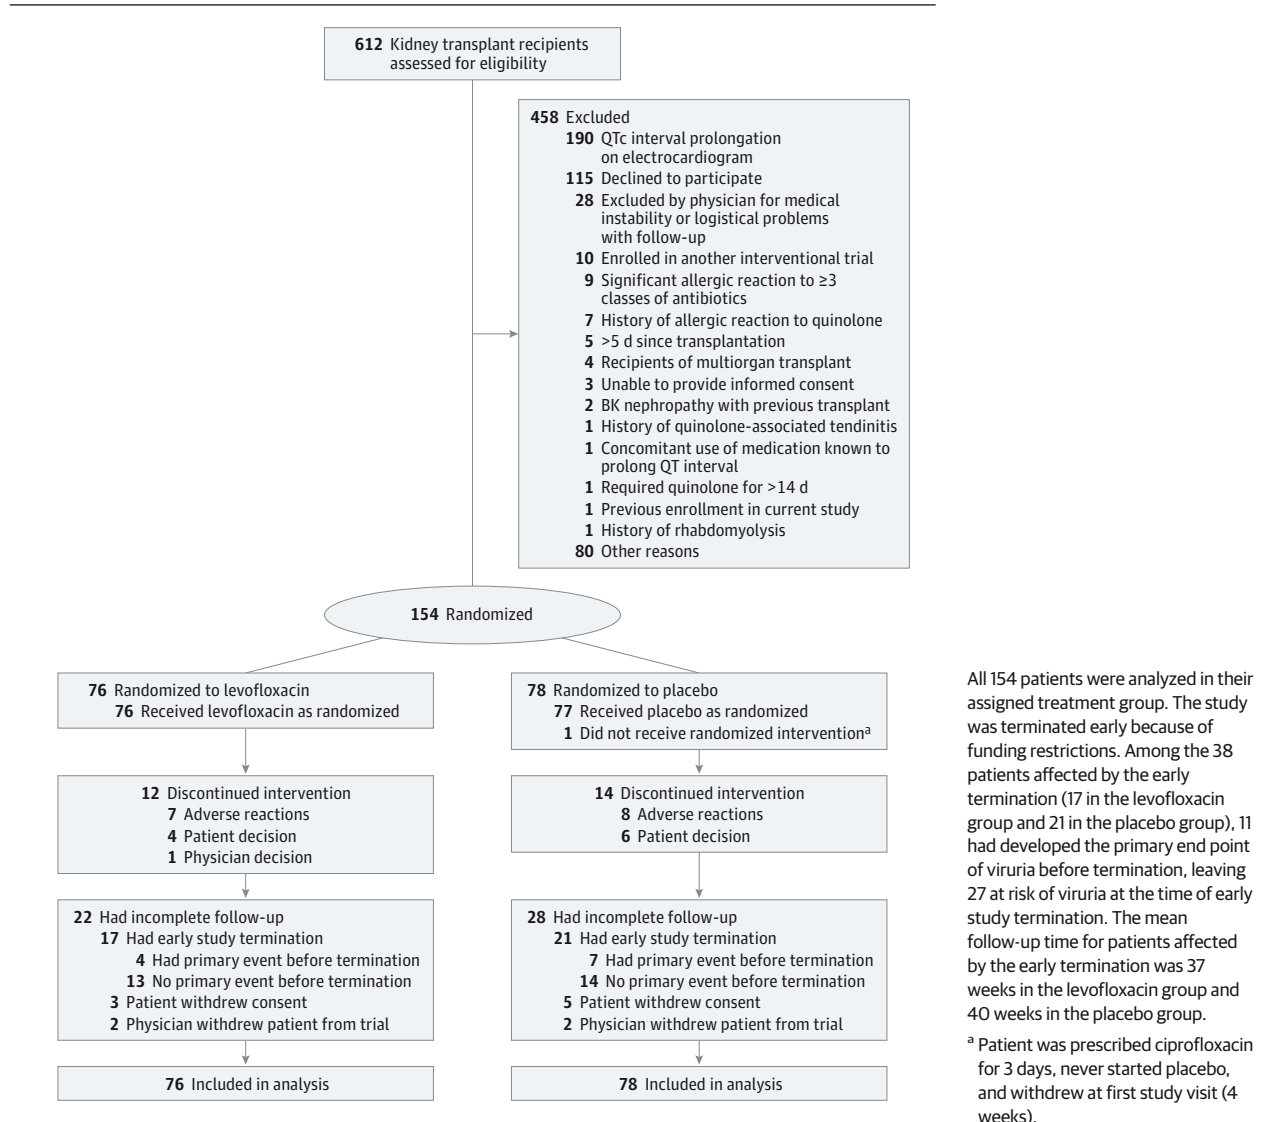 612 Kidney transplant recipients
assessed for eligibility
458 Excluded
190 QTc interval prolongation
on electrocardiogram
115 Declined to participate
28 Excluded by physician for medical
instability or logistical problems
with follow-up
10 Enrolled in another interventional trial
9 Significant allergic reaction to ≥3
classes of antibiotics
7 History of allergic reaction to quinolone
5 >5 d since transplantation
4 Recipients of multiorgan transplant
3 Unable to provide informed consent
2 BK nephropathy with previous transplant
1 History of quinolone-associated tendinitis
1 Concomitant use of medication known to
prolong QT interval
1 Required quinolone for >14 d
1 Previous enrollment in current study
1 History of rhabdomyolysis
80 Other reasons
154 Randomized
76 Randomized to levofloxacin
76 Received levofloxacin as randomized
78 Randomized to placebo
77 Received placebo as randomized
1 Did not receive randomized interventionᵃ
12 Discontinued intervention
7 Adverse reactions
4 Patient decision
1 Physician decision
14 Discontinued intervention
8 Adverse reactions
6 Patient decision
22 Had incomplete follow-up
17 Had early study termination
4 Had primary event before termination
13 No primary event before termination
3 Patient withdrew consent
2 Physician withdrew patient from trial
28 Had incomplete follow-up
21 Had early study termination
7 Had primary event before termination
14 No primary event before termination
5 Patient withdrew consent
2 Physician withdrew patient from trial
76 Included in analysis
78 Included in analysis
All 154 patients were analyzed in their
assigned treatment group. The study
was terminated early because of
funding restrictions. Among the 38
patients affected by the early
termination (17 in the levofloxacin
group and 21 in the placebo group), 11
had developed the primary end point
of viruria before termination, leaving
27 at risk of viruria at the time of early
study termination. The mean
follow-up time for patients affected
by the early termination was 37
weeks in the levofloxacin group and
40 weeks in the placebo group.
ᵃ Patient was prescribed ciprofloxacin
for 3 days, never started placebo,
and withdrew at first study visit (4
weeks).